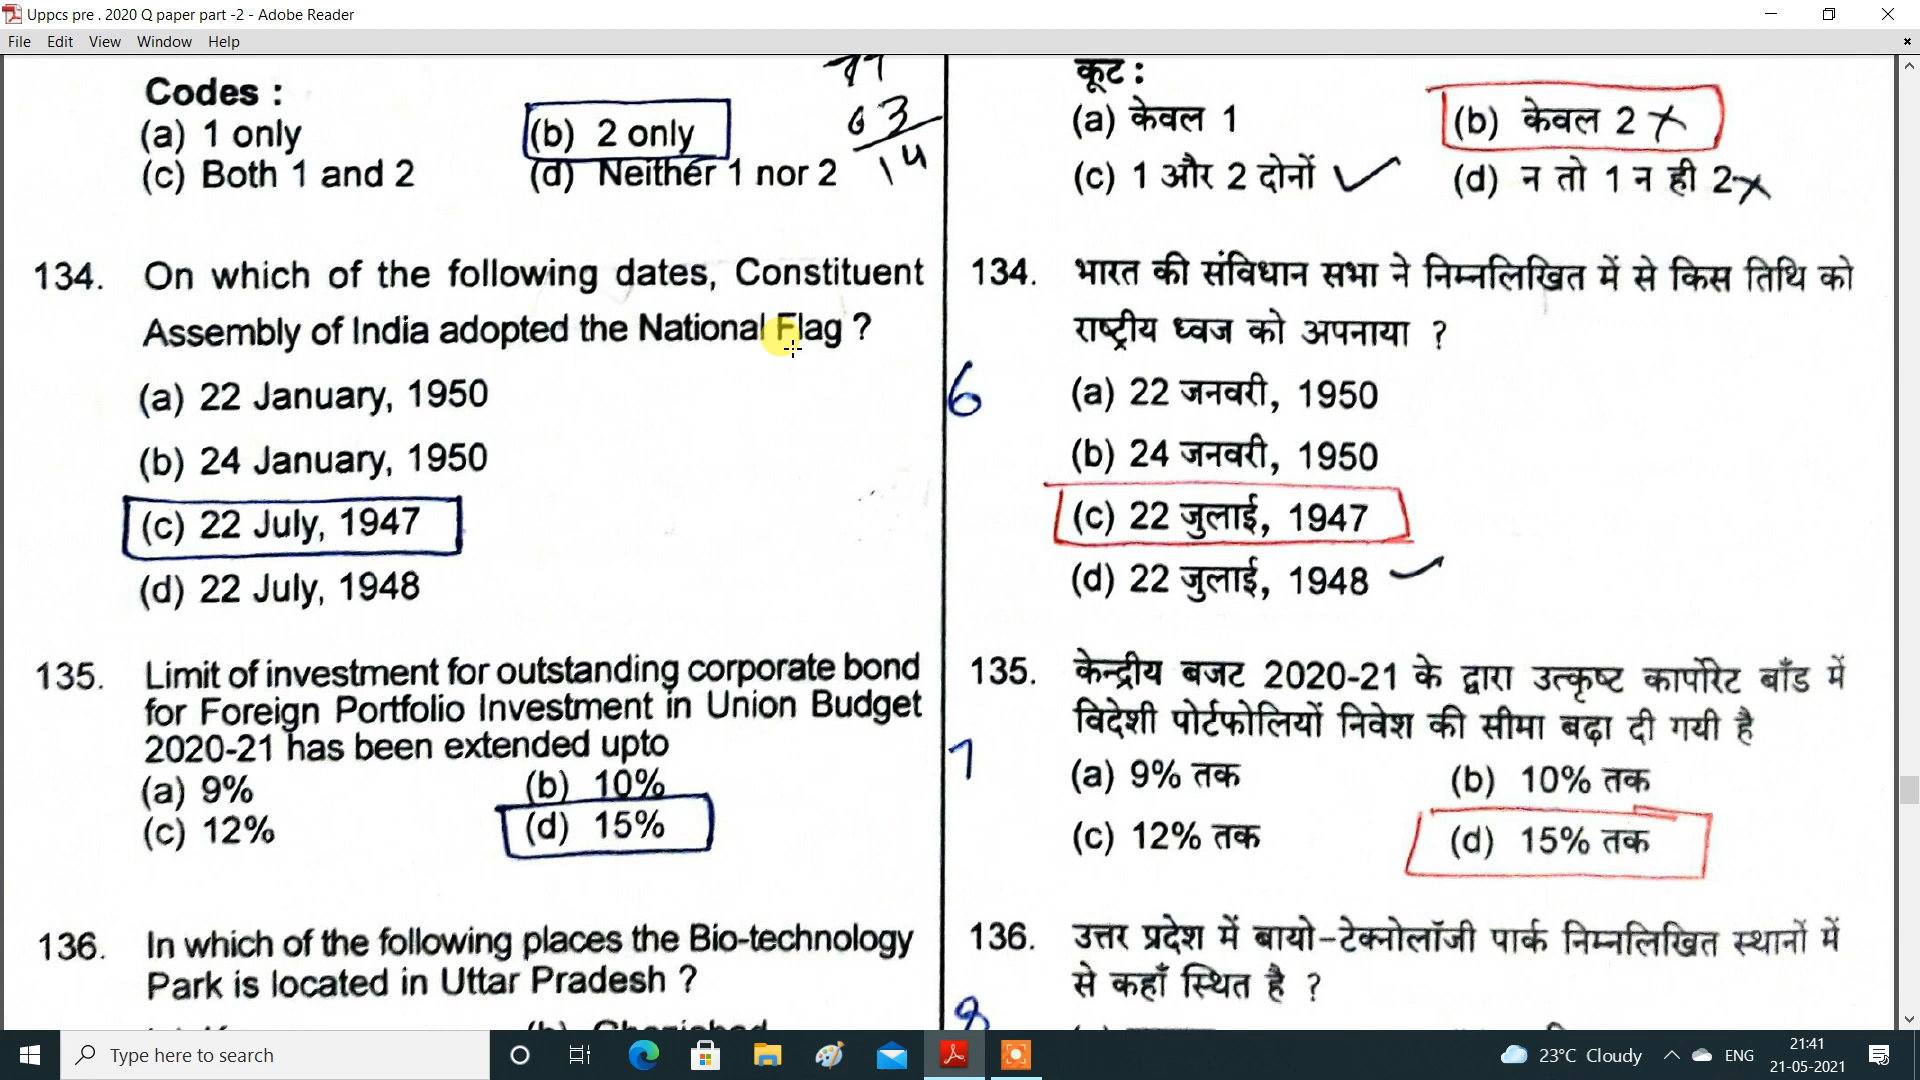 Uppcs pre . 2020 Q paper part -2 - Adobe Reader
File Edit View Window Help
Codes :
(a) 1 only (b) 2 only
(c) Both 1 and 2 (d) Neither 1 nor 2
63
14
134. On which of the following dates, Constituent
Assembly of India adopted the National Flag ?
(a) 22 January, 1950
(b) 24 January, 1950
(c) 22 July, 1947
(d) 22 July, 1948
135. Limit of investment for outstanding corporate bond
for Foreign Portfolio Investment in Union Budget
2020-21 has been extended upto
(a) 9% (b) 10%
(c) 12% (d) 15%
136. In which of the following places the Bio-technology
Park is located in Uttar Pradesh ?
कूट :
(a) केवल 1 (b) केवल 2
(c) 1 और 2 दोनों (d) न तो 1 न ही 2
134. भारत की संविधान सभा ने निम्नलिखित में से किस तिथि को
राष्ट्रीय ध्वज को अपनाया ?
6
(a) 22 जनवरी, 1950
(b) 24 जनवरी, 1950
(c) 22 जुलाई, 1947
(d) 22 जुलाई, 1948
135. केन्द्रीय बजट 2020-21 के द्वारा उत्कृष्ट कार्पोरेट बाँड में
विदेशी पोर्टफोलियों निवेश की सीमा बढ़ा दी गयी है
7
(a) 9% तक (b) 10% तक
(c) 12% तक (d) 15% तक
136. उत्तर प्रदेश में बायो-टेक्नोलॉजी पार्क निम्नलिखित स्थानों में
से कहाँ स्थित है ?
8
Type here to search
23°C Cloudy
ENG
21:41
21-05-2021